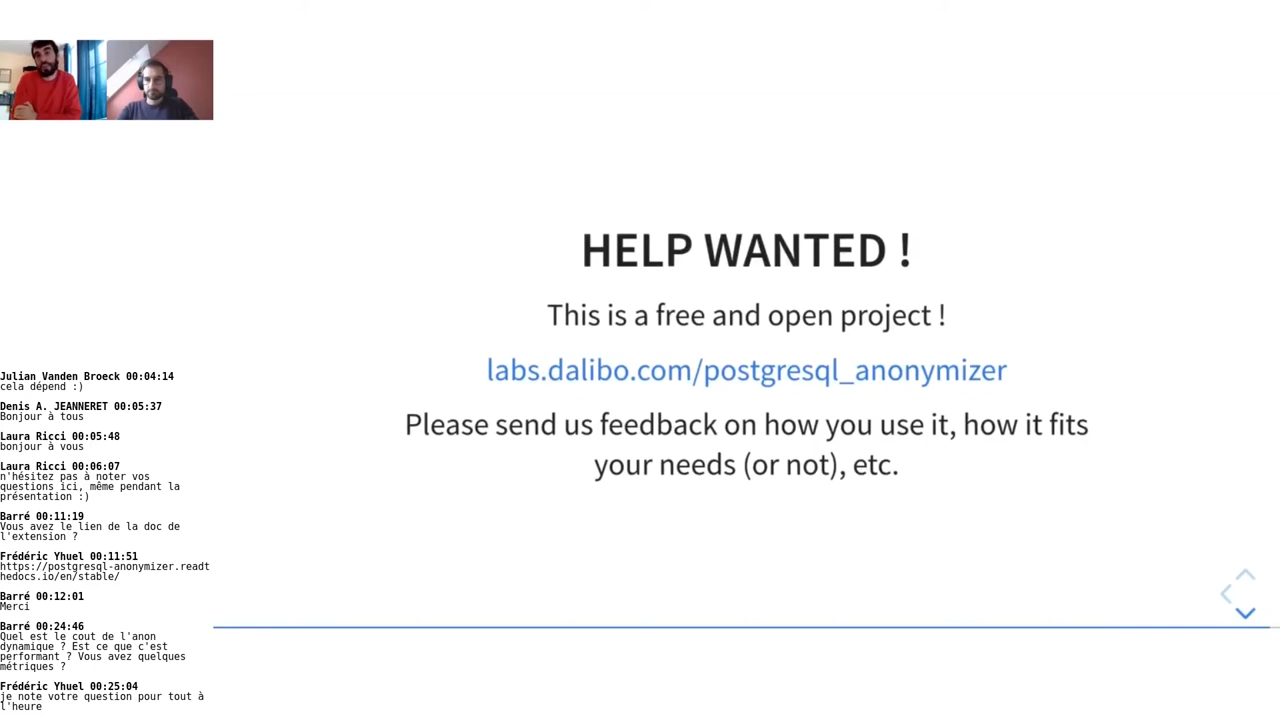 HELP WANTED !
This is a free and open project !
labs.dalibo.com/postgresql_anonymizer
Please send us feedback on how you use it, how it fits
your needs (or not), etc.
Julian Vanden Broeck 00:04:14
cela dépend :)
Denis A. JEANNERET 00:05:37
Bonjour à tous
Laura Ricci 00:05:48
bonjour à vous
Laura Ricci 00:06:07
n'hésitez pas à noter vos
questions ici, même pendant la
présentation :)
Barré 00:11:19
Vous avez le lien de la doc de
l'extension ?
Frédéric Yhuel 00:11:51
https://postgresql-anonymizer.readt
hedocs.io/en/stable/
Barré 00:12:01
Merci
Barré 00:24:46
Quel est le cout de l'anon
dynamique ? Est ce que c'est
performant ? Vous avez quelques
métriques ?
Frédéric Yhuel 00:25:04
je note votre question pour tout à
l'heure